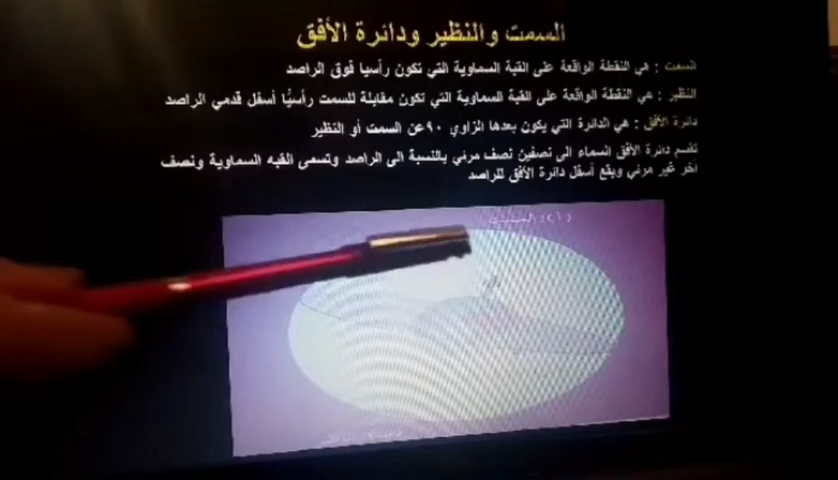 السمت والنظير ودائرة الأفق
السمت : هي النقطة الواقعة على القبة السماوية التي تكون رأسيا فوق الراصد
النظير : هي النقطة الواقعة على القبة السماوية التي تكون مقابلة للسمت رأسيًا أسفل قدمي الراصد
دائرة الأفق : هي الدائرة التي يكون بعدها الزاوي ٩٠عن السمت أو النظير
تقسم دائرة الأفق السماء الى نصفين نصف مرئي بالنسبة الى الراصد وتسمى القبه السماوية ونصف
أخر غير مرئي ويقع أسفل دائرة الأفق للراصد
السمت